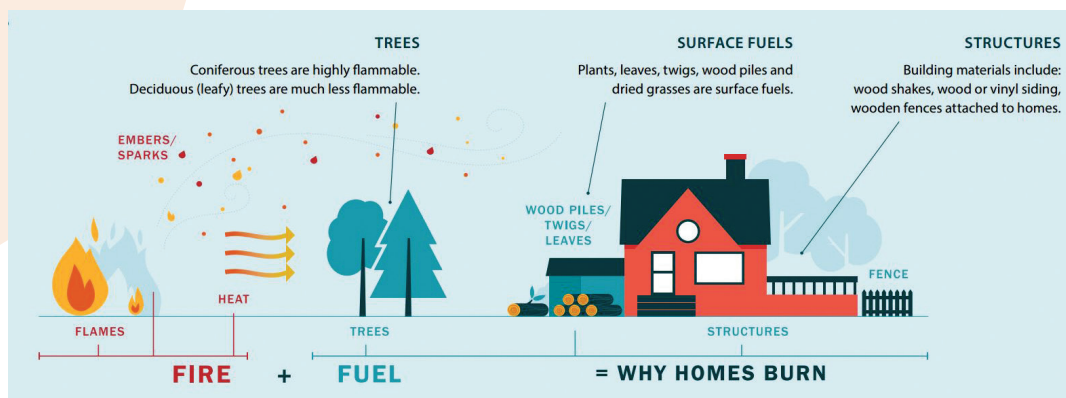 TREES
Coniferous trees are highly flammable.
Deciduous (leafy) trees are much less flammable.
SURFACE FUELS
Plants, leaves, twigs, wood piles and
dried grasses are surface fuels.
STRUCTURES
Building materials include:
wood shakes, wood or vinyl siding,
wooden fences attached to homes.
EMBERS/
SPARKS
WOOD PILES/
TWIGS/
LEAVES
FENCE
HEAT
FLAMES
TREES
STRUCTURES
FIRE + FUEL = WHY HOMES BURN